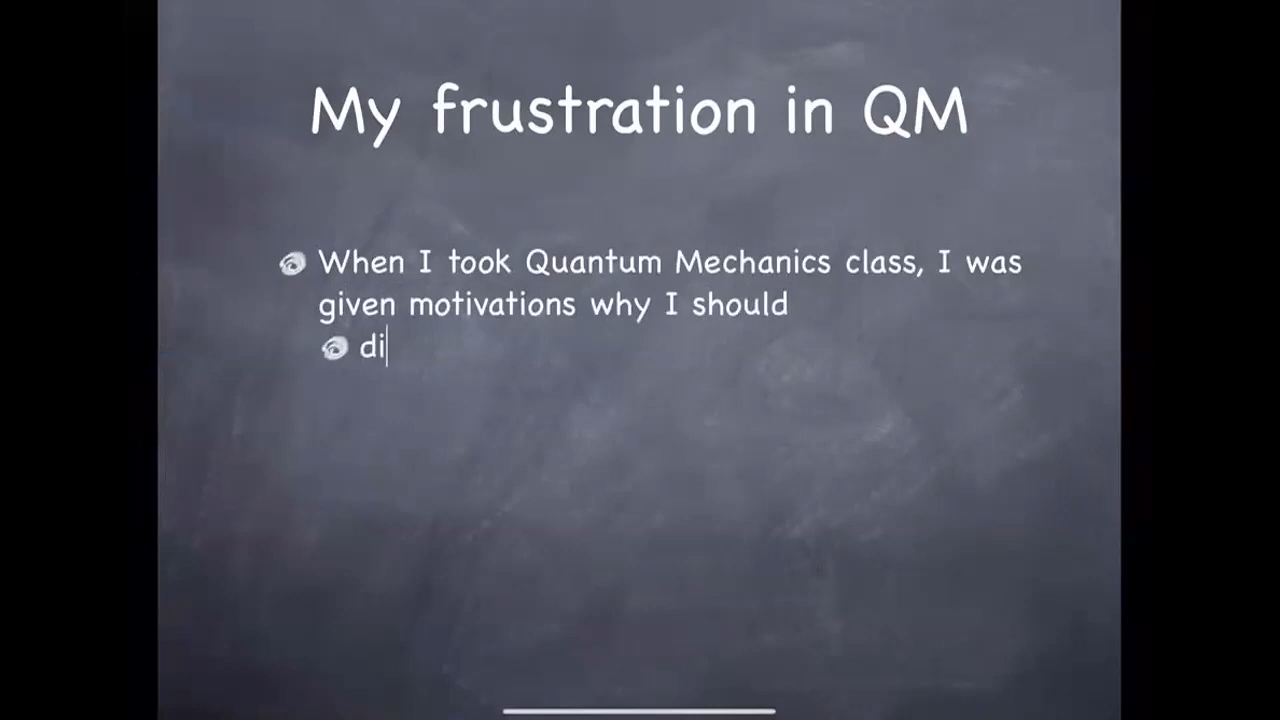 My frustration in QM
When I took Quantum Mechanics class, I was
given motivations why I should
di